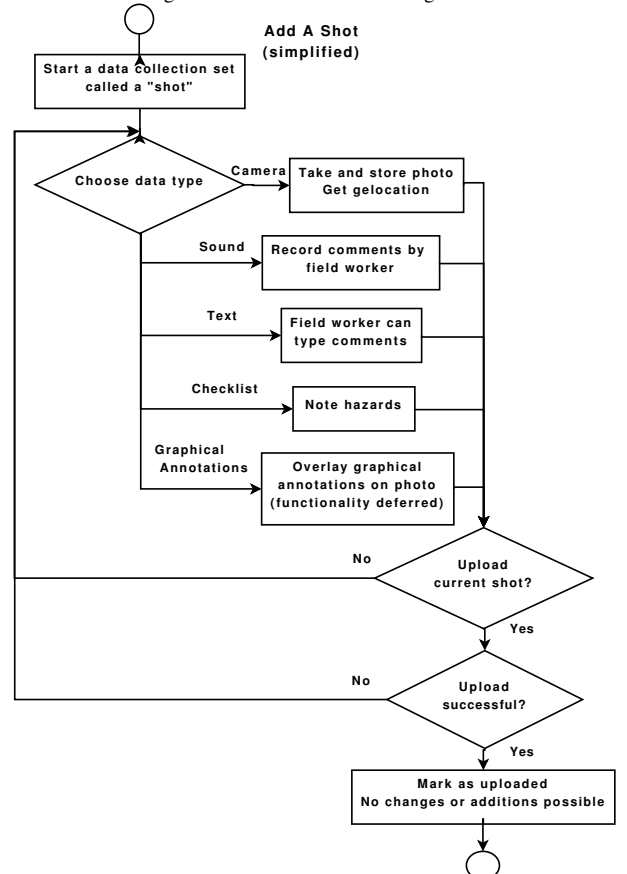 Add A Shot
(simplified)
Start a data collection set
called a "shot"
Choose data type
Camera
Take and store photo
Get gelocation
Sound
Record comments by
field worker
Text
Field worker can
type comments
Checklist
Note hazards
Graphical
Annotations
Overlay graphical
annotations on photo
(functionality deferred)
No
Upload
current shot?
Yes
No
Upload
successful?
Yes
Mark as uploaded
No changes or additions possible